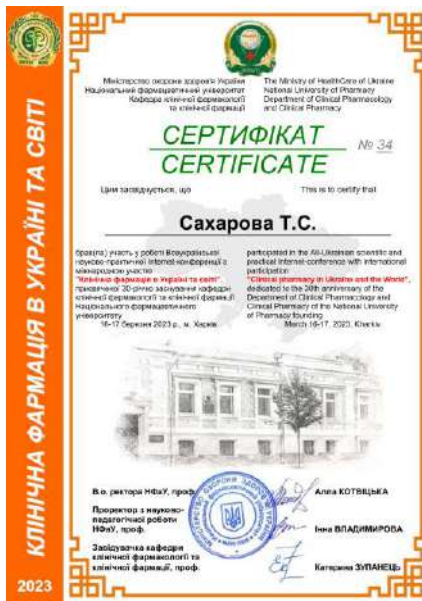 КЛІНІЧНА ФАРМАЦІЯ В УКРАЇНІ ТА СВІТІ
2023
Міністерство охорони здоров'я України
Національний фармацевтичний університет
Кафедра клінічної фармакології
та клінічної фармації
The Ministry of HealthCare of Ukraine
National University of Pharmacy
Department of Clinical Pharmacology
and Clinical Pharmacy
СЕРТИФІКАТ
CERTIFICATE
№ 34
Цим засвідчується, що
This is to certify that
Сахарова Т.С.
брав(ла) участь у роботі Всеукраїнської
науково-практичної Internet-конференції з
міжнародною участю
"Клінічна фармація в Україні та світі",
присвяченої 30-річчю заснування кафедри
клінічної фармакології та клінічної фармації
Національного фармацевтичного
університету
16-17 березня 2023 р., м. Харків
participated in the All-Ukrainian scientific and
practical Internet-conference with international
participation
"Clinical pharmacy in Ukraine and the World",
dedicated to the 30th anniversary of the
Department of Clinical Pharmacology and
Clinical Pharmacy of the National University
of Pharmacy founding
March 16-17, 2023, Kharkiv
В.о. ректора НФаУ, проф.
Алла КОТВІЦЬКА
Проректор з науково-
педагогічної роботи
НФаУ, проф.
Інна ВЛАДИМИРОВА
Завідувачка кафедри
клінічної фармакології та
клінічної фармації, проф.
Катерина ЗУПАНЕЦЬ